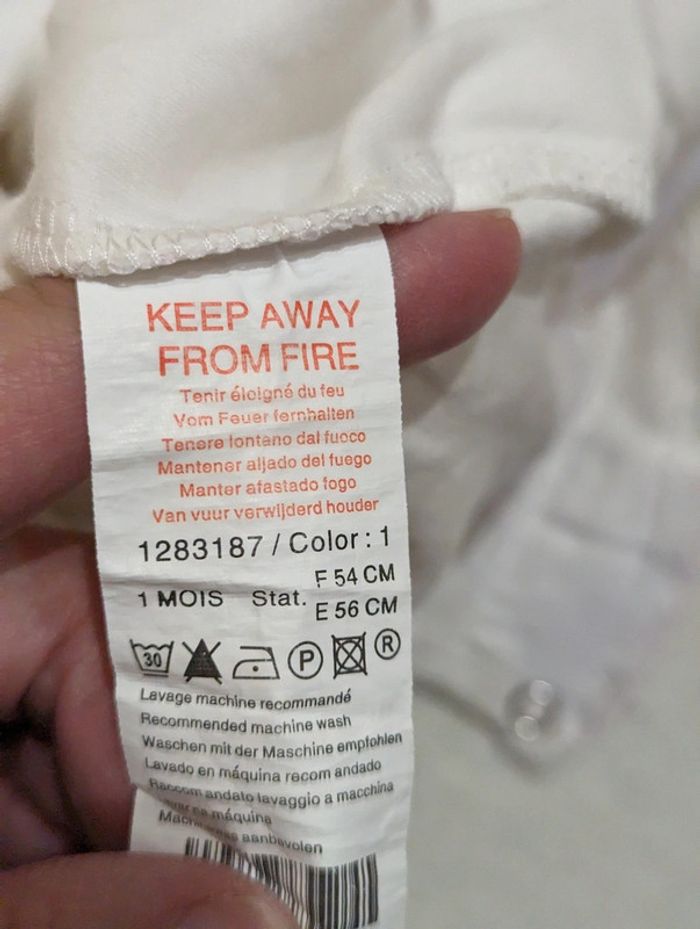 KEEP AWAY
FROM FIRE
Tenir éloigné du feu
Vom Feuer fernhalten
Tenere lontano dal fuoco
Mantener aljado del fuego
Manter afastado fogo
Van vuur verwijderd houder
1283187 / Color : 1
1 MOIS Stat. F 54 CM
E 56 CM
30 P ®
Lavage machine recommandé
Recommended machine wash
Waschen mit der Maschine empfohlen
Lavado en máquina recom andado
Raccom andato lavaggio a macchina
máquina
aanbevolen